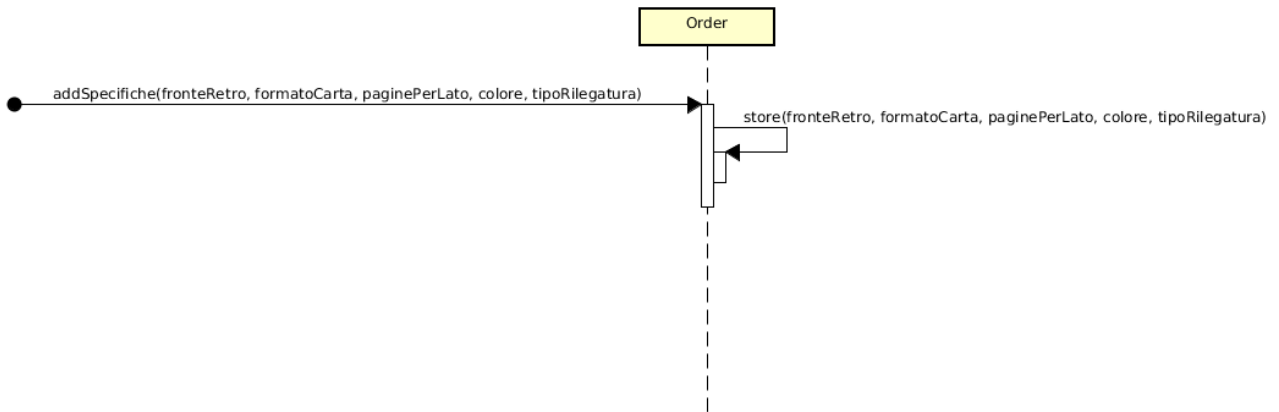 Order
addSpecifiche(fronteRetro, formatoCarta, paginePerLato, colore, tipoRilegatura)
store(fronteRetro, formatoCarta, paginePerLato, colore, tipoRilegatura)